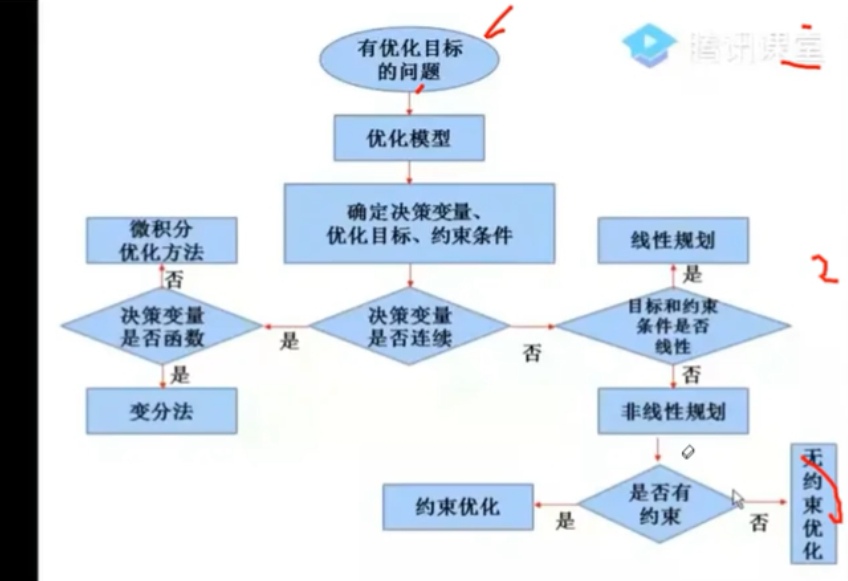 有优化目标
的问题
腾讯课堂
优化模型
确定决策变量、
优化目标、约束条件
微积分
优化方法
线性规划
否
是
2
决策变量
是否函数
是
决策变量
是否连续
否
目标和约束
条件是否
线性
是
否
变分法
非线性规划
约束优化
是
是否有
约束
否
无约束优化